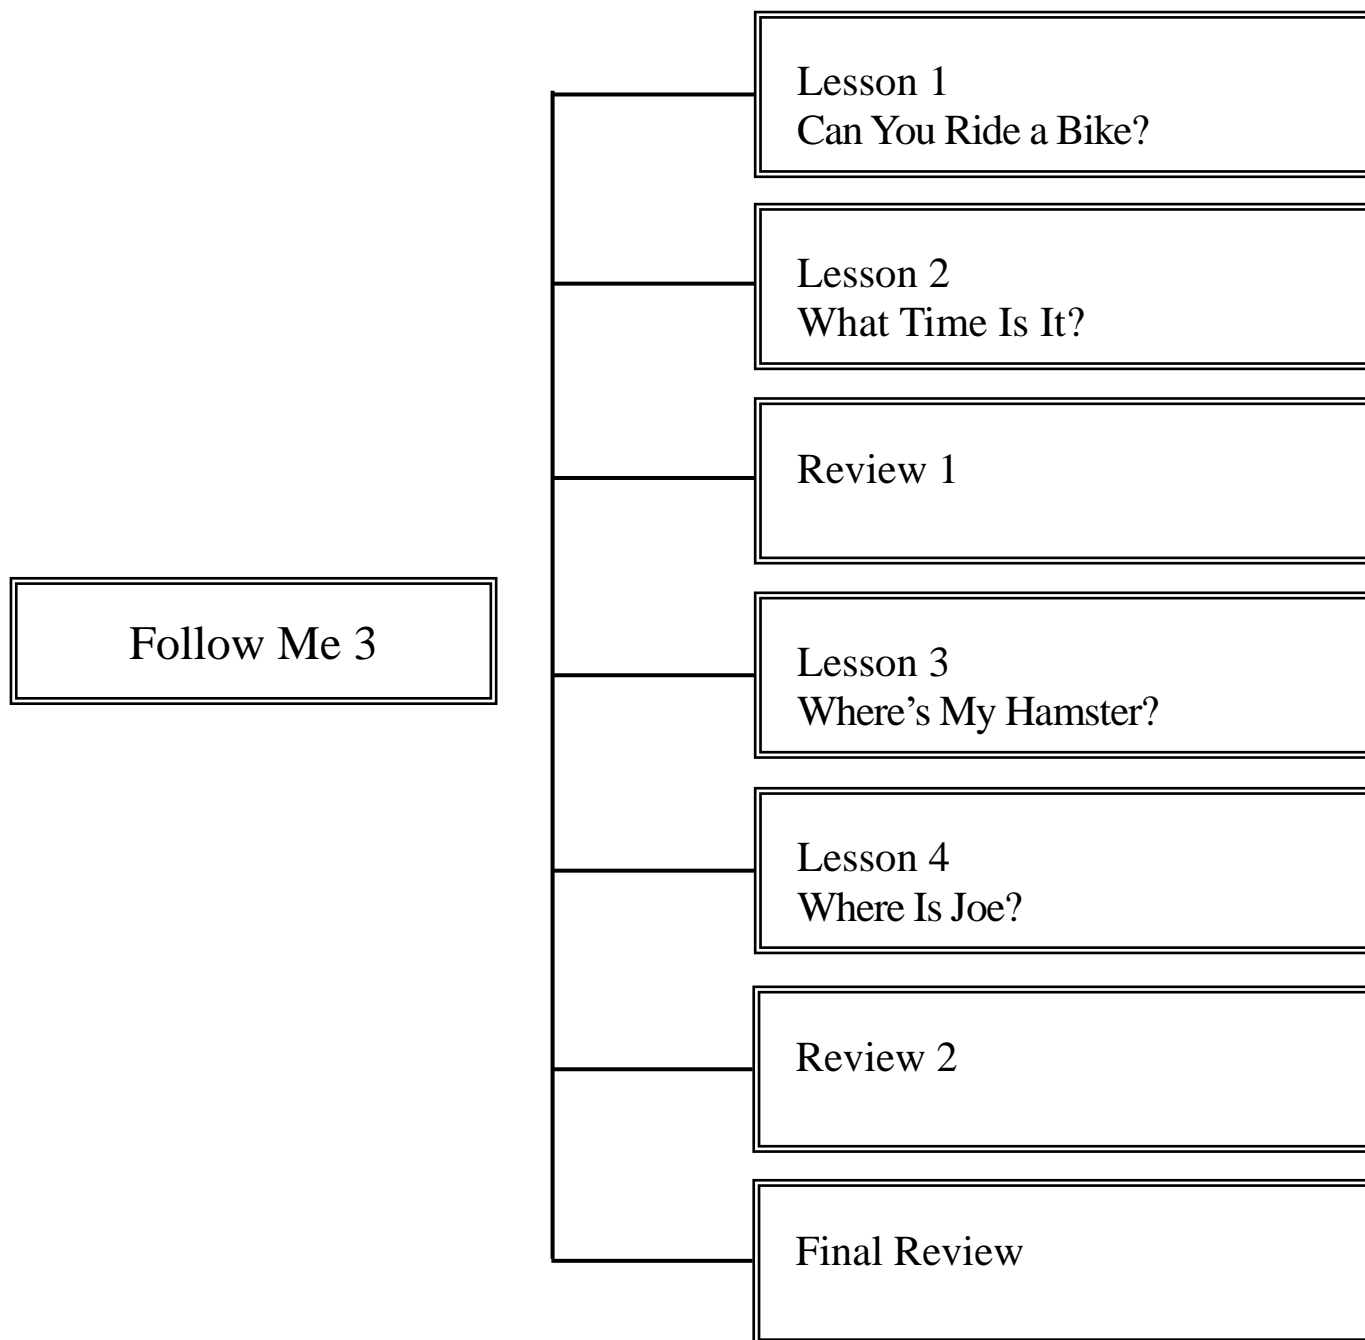 Follow Me 3
Lesson 1
Can You Ride a Bike?
Lesson 2
What Time Is It?
Review 1
Lesson 3
Where’s My Hamster?
Lesson 4
Where Is Joe?
Review 2
Final Review